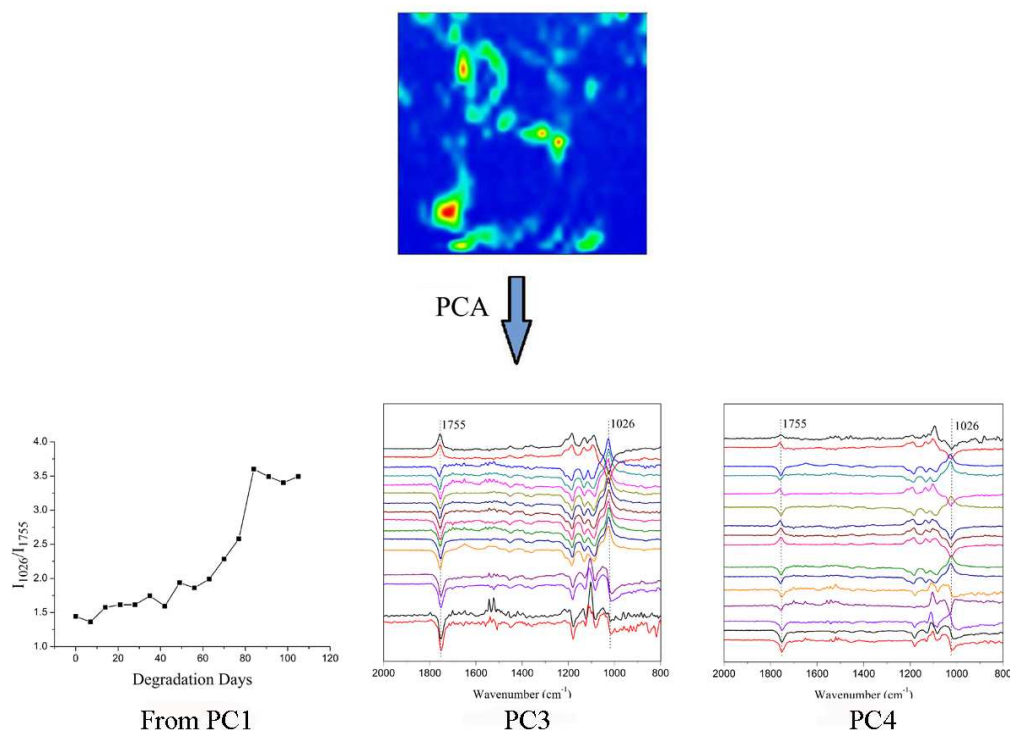 PCA
4.0
3.5
3.0
2.5
2.0
1.5
1.0
I1026/I1755
0 20 40 60 80 100 120
Degradation Days
From PC1
1755 1026
2000 1800 1600 1400 1200 1000 800
Wavenumber (cm-1)
PC3
1755 1026
2000 1800 1600 1400 1200 1000 800
Wavenumber (cm-1)
PC4